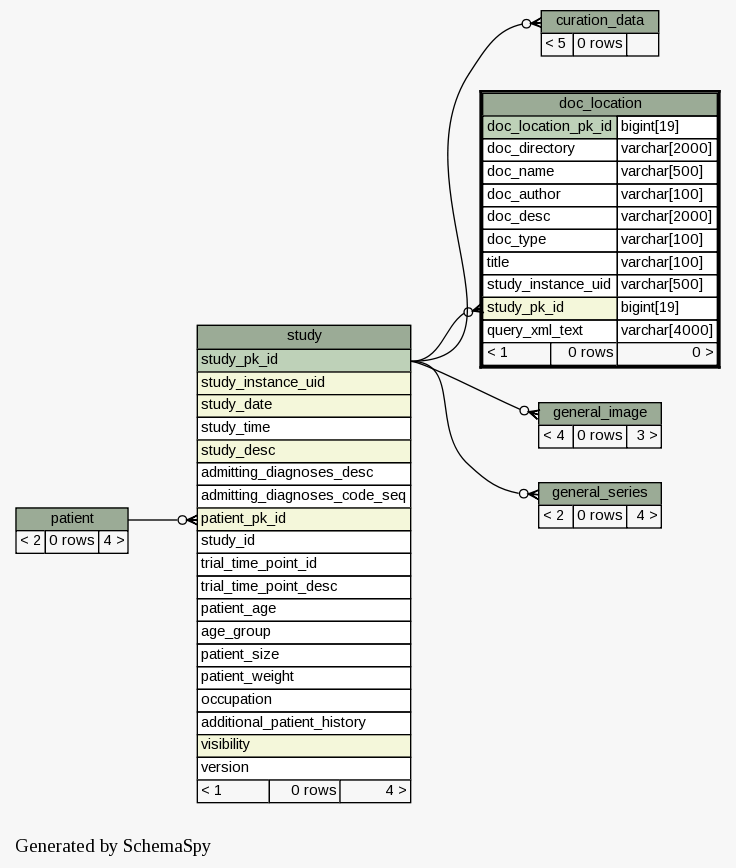 curation_data
< 5 0 rows
doc_location
doc_location_pk_id bigint[19]
doc_directory varchar[2000]
doc_name varchar[500]
doc_author varchar[100]
doc_desc varchar[2000]
doc_type varchar[100]
title varchar[100]
study_instance_uid varchar[500]
study_pk_id bigint[19]
query_xml_text varchar[4000]
< 1 0 rows 0 >
study
study_pk_id
study_instance_uid
study_date
study_time
study_desc
admitting_diagnoses_desc
admitting_diagnoses_code_seq
patient_pk_id
study_id
trial_time_point_id
trial_time_point_desc
patient_age
age_group
patient_size
patient_weight
occupation
additional_patient_history
visibility
version
< 1 0 rows 4 >
general_image
< 4 0 rows 3 >
general_series
< 2 0 rows 4 >
patient
< 2 0 rows 4 >
Generated by SchemaSpy